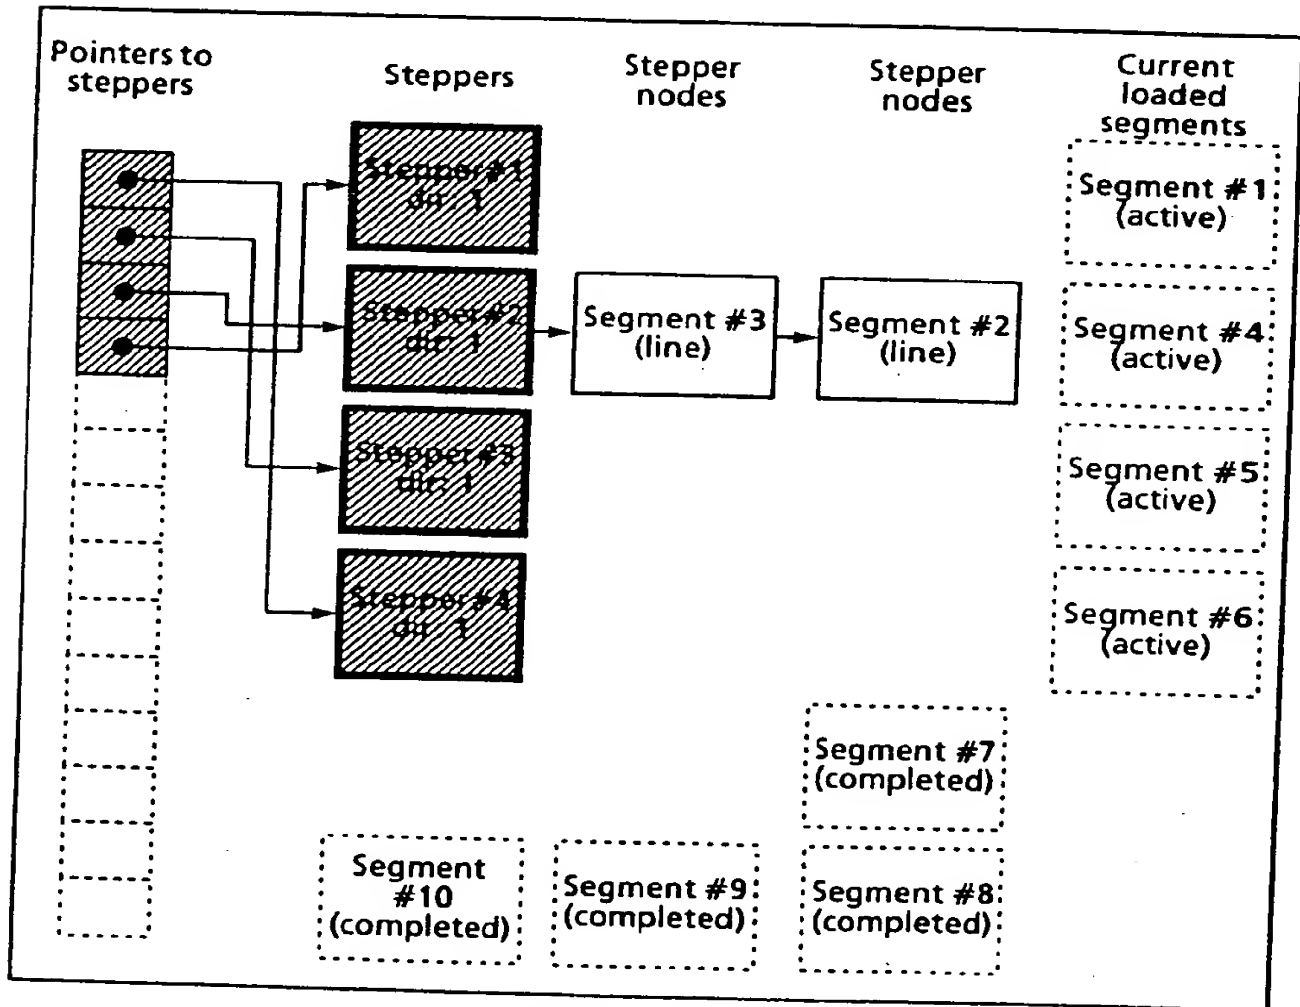 Pointers to
steppers
Steppers
Stepper
nodes
Stepper
nodes
Current
loaded
segments
Stepper#1
dir: 1
Segment #1
(active)
Stepper#2
dir: 1
Segment #3
(line)
Segment #2
(line)
Segment #4
(active)
Stepper#3
dir: 1
Segment #5
(active)
Stepper#4
dir: 1
Segment #6
(active)
Segment #7
(completed)
Segment
#10
(completed)
Segment #9
(completed)
Segment #8
(completed)